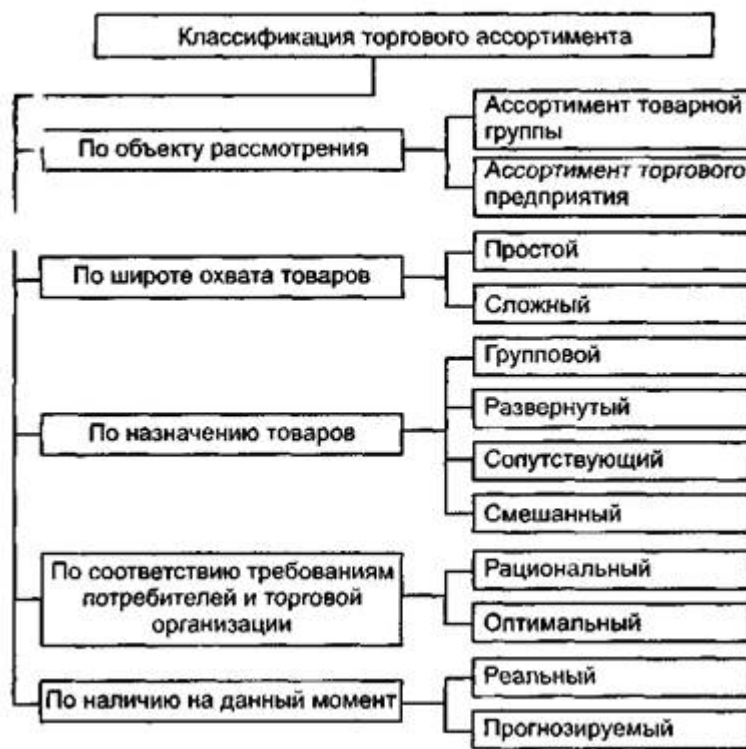 Классификация торгового ассортимента
По объекту рассмотрения
Ассортимент товарной
группы
Ассортимент торгового
предприятия
По широте охвата товаров
Простой
Сложный
По назначению товаров
Групповой
Развернутый
Сопутствующий
Смешанный
По соответствию требованиям
потребителей и торговой
организации
Рациональный
Оптимальный
По наличию на данный момент
Реальный
Прогнозируемый